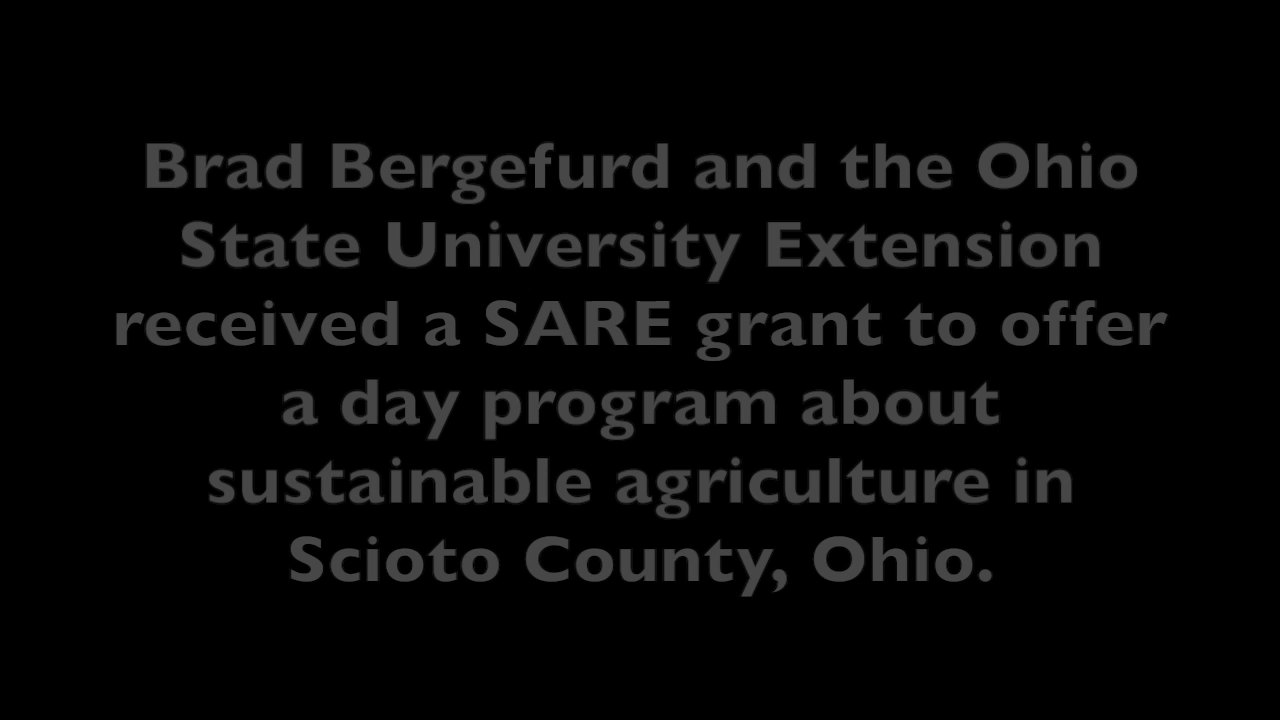 Brad Bergefurd and the Ohio
State University Extension
received a SARE grant to offer
a day program about
sustainable agriculture in
Scioto County, Ohio.